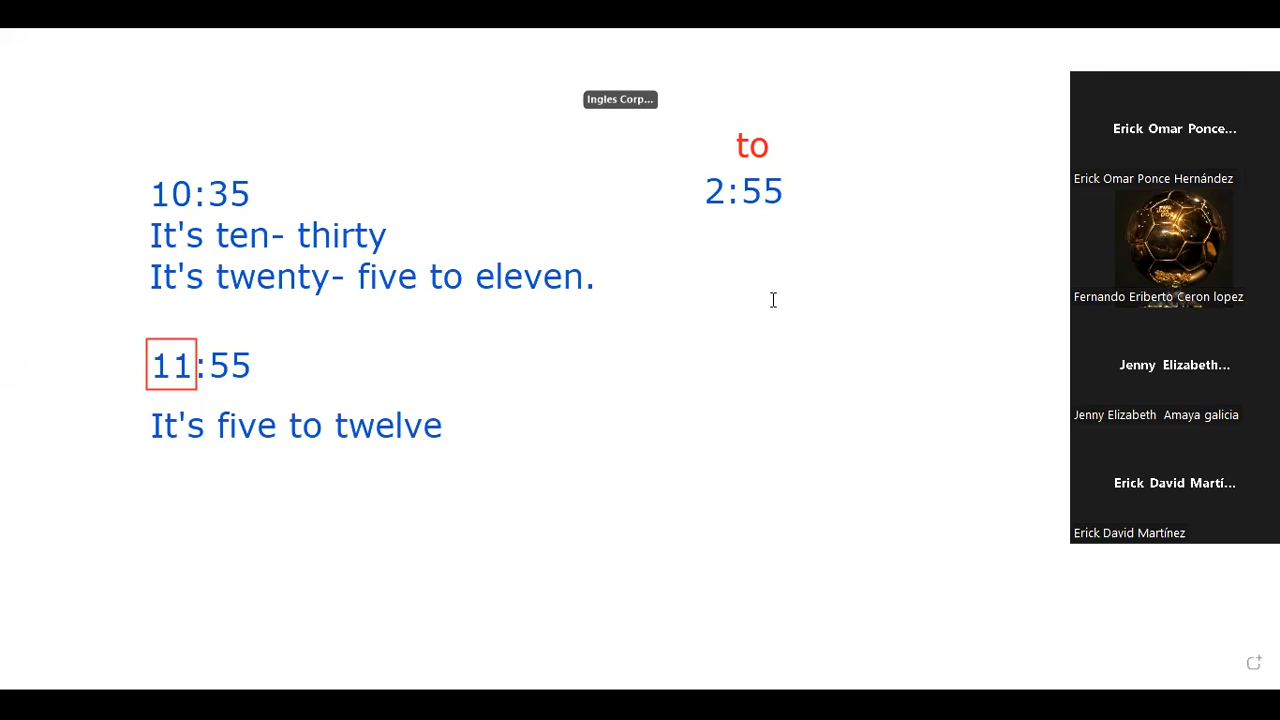 Ingles Corp...
to
10:35
2:55
It's ten- thirty
It's twenty- five to eleven.
11:55
It's five to twelve
Erick Omar Ponce...
Erick Omar Ponce Hernández
Fernando Eriberto Ceron lopez
Jenny Elizabeth...
Jenny Elizabeth Amaya galicia
Erick David Martí...
Erick David Martínez